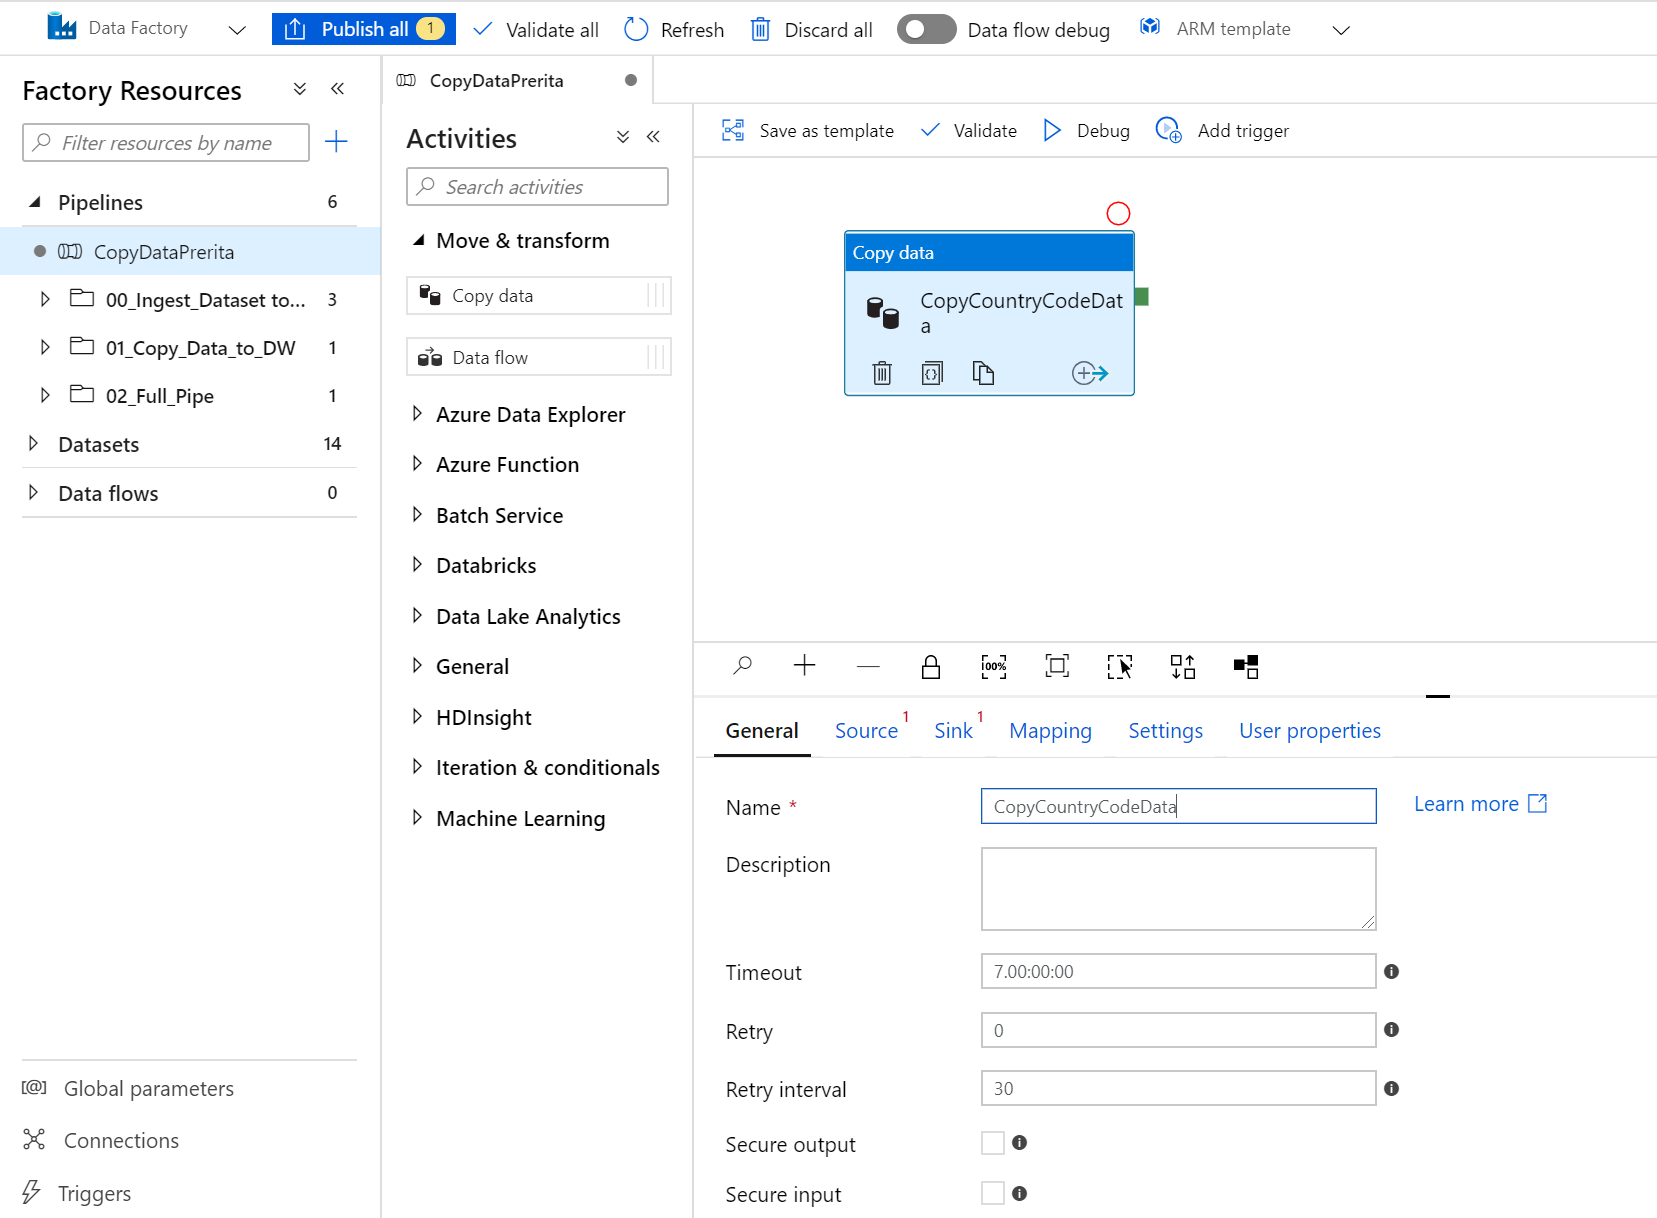 Data Factory
Publish all 1
Validate all
Refresh
Discard all
Data flow debug
ARM template
Factory Resources
Filter resources by name
Pipelines 6
CopyDataPrerita
00_Ingest_Dataset to... 3
01_Copy_Data_to_DW 1
02_Full_Pipe 1
Datasets 14
Data flows 0
[@] Global parameters
Connections
Triggers
CopyDataPrerita
Activities
Search activities
Move & transform
Copy data
Data flow
Azure Data Explorer
Azure Function
Batch Service
Databricks
Data Lake Analytics
General
HDInsight
Iteration & conditionals
Machine Learning
Save as template
Validate
Debug
Add trigger
Copy data
CopyCountryCodeDat
a
{}
100%
General
Source 1
Sink 1
Mapping
Settings
User properties
Name * CopyCountryCodeData
Learn more
Description
Timeout 7.00:00:00
Retry 0
Retry interval 30
Secure output
Secure input